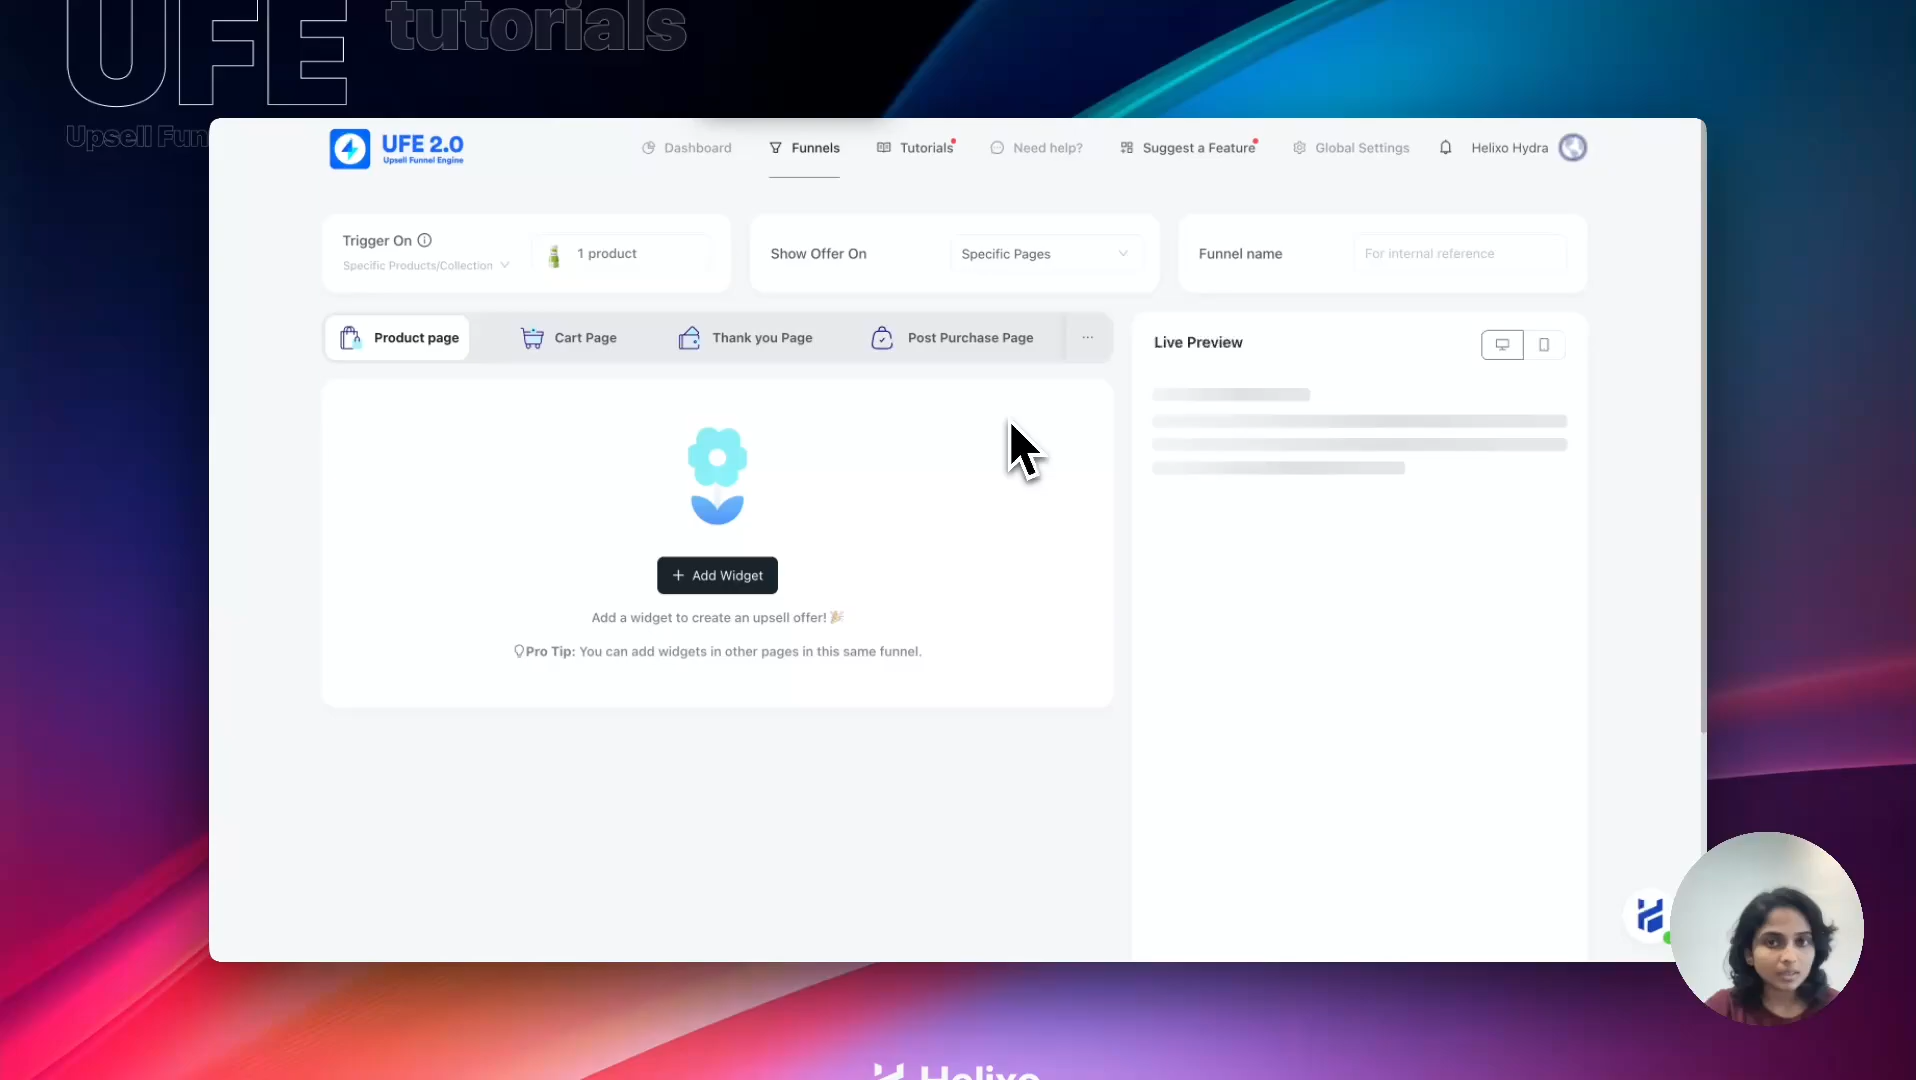 UFE
tutorials
Upsell Fun
UFE 2.0
Upsell Funnel Engine
Dashboard
Funnels
Tutorials
Need help?
Suggest a Feature
Global Settings
Helixo Hydra
Trigger On
Specific Products/Collection
1 product
Show Offer On
Specific Pages
Funnel name
For internal reference
Product page
Cart Page
Thank you Page
Post Purchase Page
...
Live Preview
+ Add Widget
Add a widget to create an upsell offer! 🎉
Pro Tip: You can add widgets in other pages in this same funnel.
Helixo